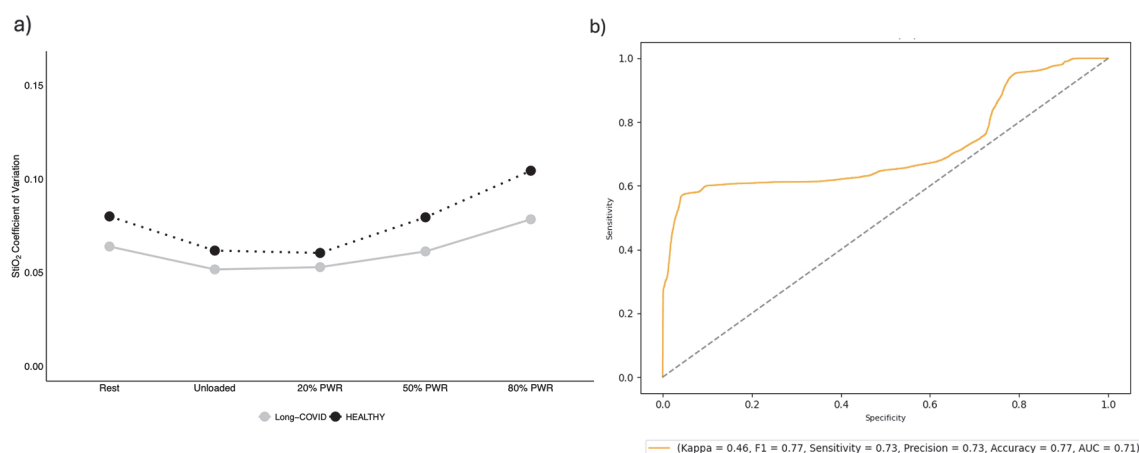 a)
0.15
0.10
0.05
0.00
StiO₂ Coefficient of Variation
Rest Unloaded 20% PWR 50% PWR 80% PWR
Long-COVID HEALTHY
b)
1.0
0.8
0.6
0.4
0.2
0.0
Sensitivity
0.0 0.2 0.4 0.6 0.8 1.0
Specificity
(Kappa = 0.46, F1 = 0.77, Sensitivity = 0.73, Precision = 0.73, Accuracy = 0.77, AUC = 0.71)